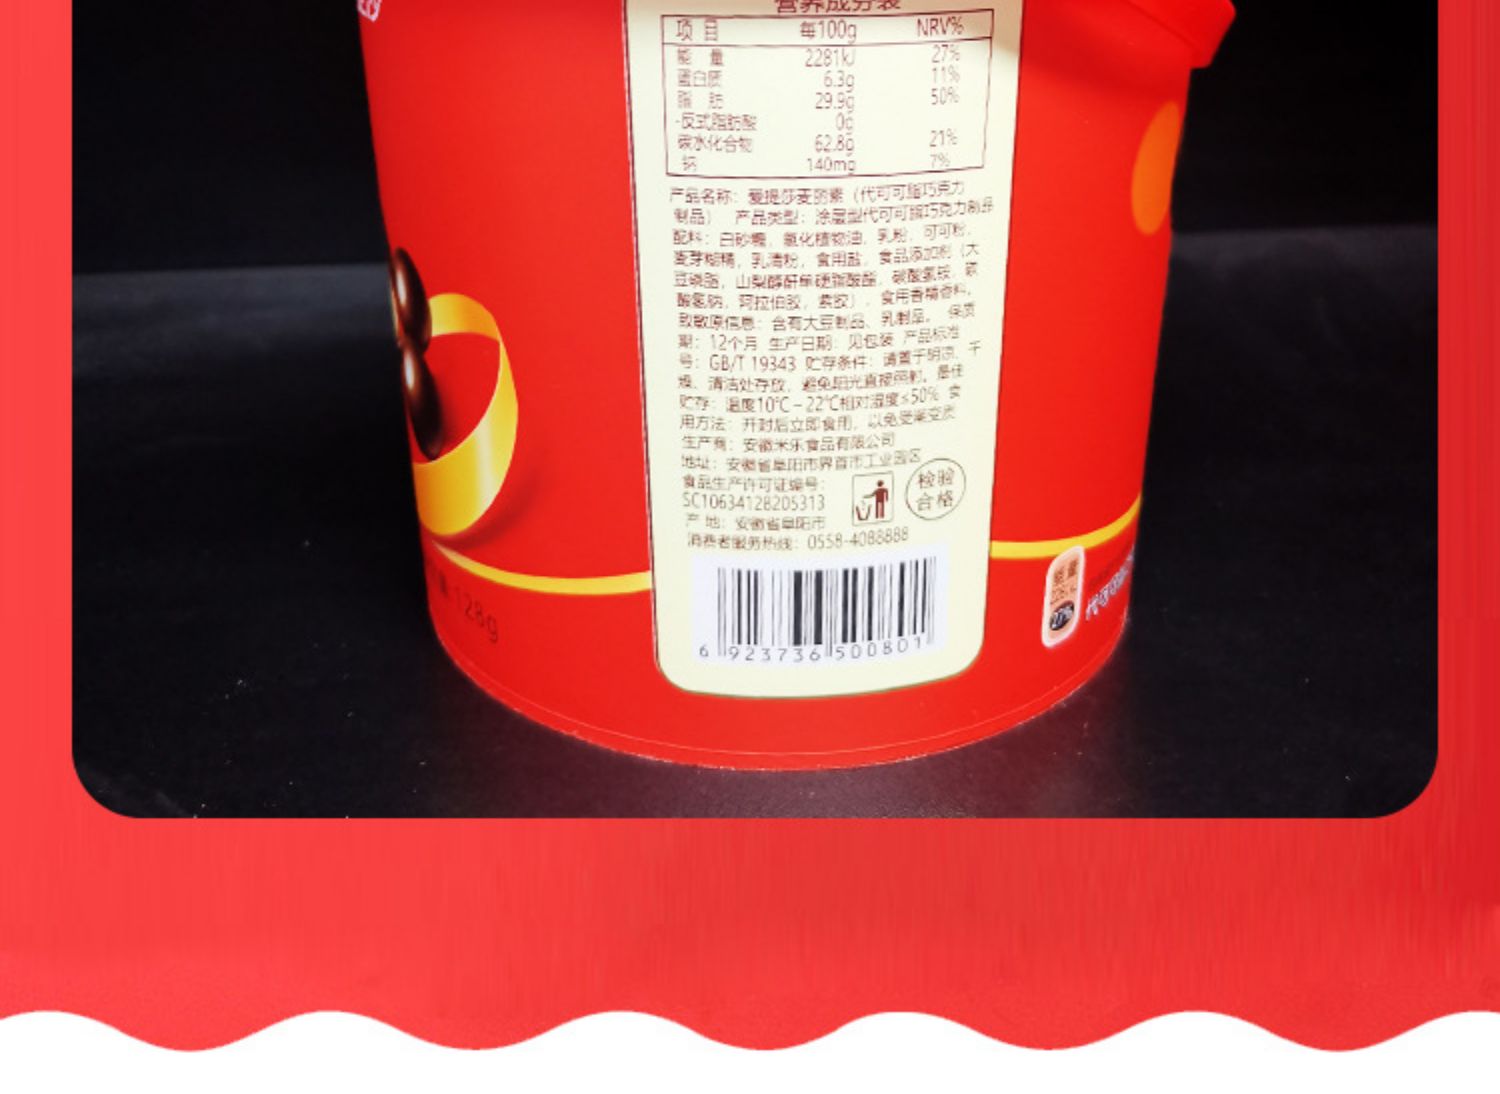 营养成分表
项 目 每100g NRV%
能 量 2281kJ 27%
蛋白质 6.3g 11%
脂 肪 29.9g 50%
-反式脂肪酸 0g
碳水化合物 62.8g 21%
钠 140mg 7%
产品名称：爱提莎麦丽素（代可可脂巧克力
制品） 产品类型：涂层型代可可脂巧克力制品
配料：白砂糖，氢化植物油，乳粉，可可粉，
麦芽糊精，乳清粉，食用盐，食品添加剂（大
豆磷脂，山梨醇酐单硬脂酸酯，碳酸氢铵，碳
酸氢钠，阿拉伯胶，紫胶），食用香精香料。
致敏原信息：含有大豆制品、乳制品。 保质
期：12个月 生产日期：见包装 产品标准
号：GB/T 19343 贮存条件：请置于阴凉、干
燥、清洁处存放，避免阳光直接照射。最佳
贮存：温度10℃-22℃相对湿度≤50% 食
用方法：开封后立即食用，以免受潮变质
生产商：安徽米乐食品有限公司
地址：安徽省阜阳市界首市工业园区
食品生产许可证编号：
SC10634128205313
检验
合格
产 地：安徽省阜阳市
消费者服务热线：0558-4088888
6 923736 500801
128g
能量
27%
代可可脂